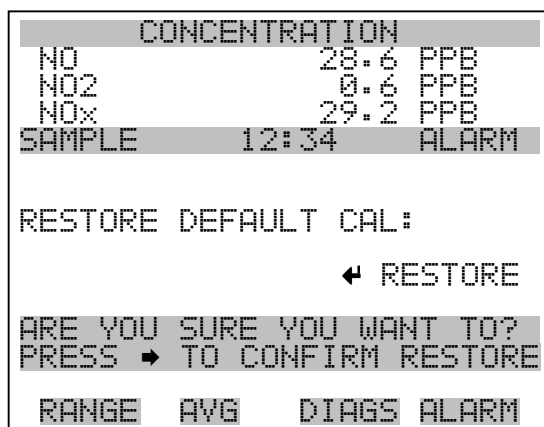 CONCENTRATION
NO 28.6 PPB
NO2 0.6 PPB
NOx 29.2 PPB
SAMPLE 12:34 ALARM
RESTORE DEFAULT CAL:
↵ RESTORE
ARE YOU SURE YOU WANT TO?
PRESS → TO CONFIRM RESTORE
RANGE AVG DIAGS ALARM